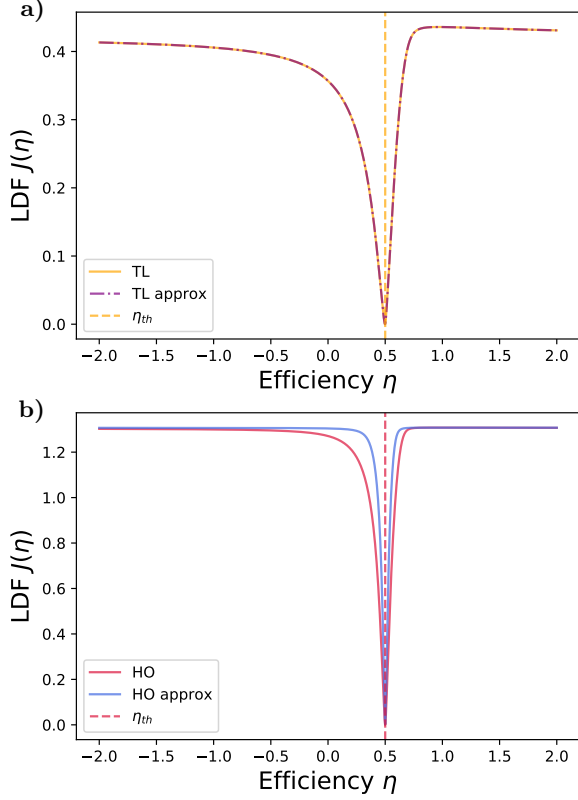 a)
0.4
0.3
0.2
0.1
0.0
LDF J(η)
TL
TL approx
η_th
−2.0 −1.5 −1.0 −0.5 0.0 0.5 1.0 1.5 2.0
Efficiency η
b)
1.2
1.0
0.8
0.6
0.4
0.2
0.0
LDF J(η)
HO
HO approx
η_th
−2.0 −1.5 −1.0 −0.5 0.0 0.5 1.0 1.5 2.0
Efficiency η